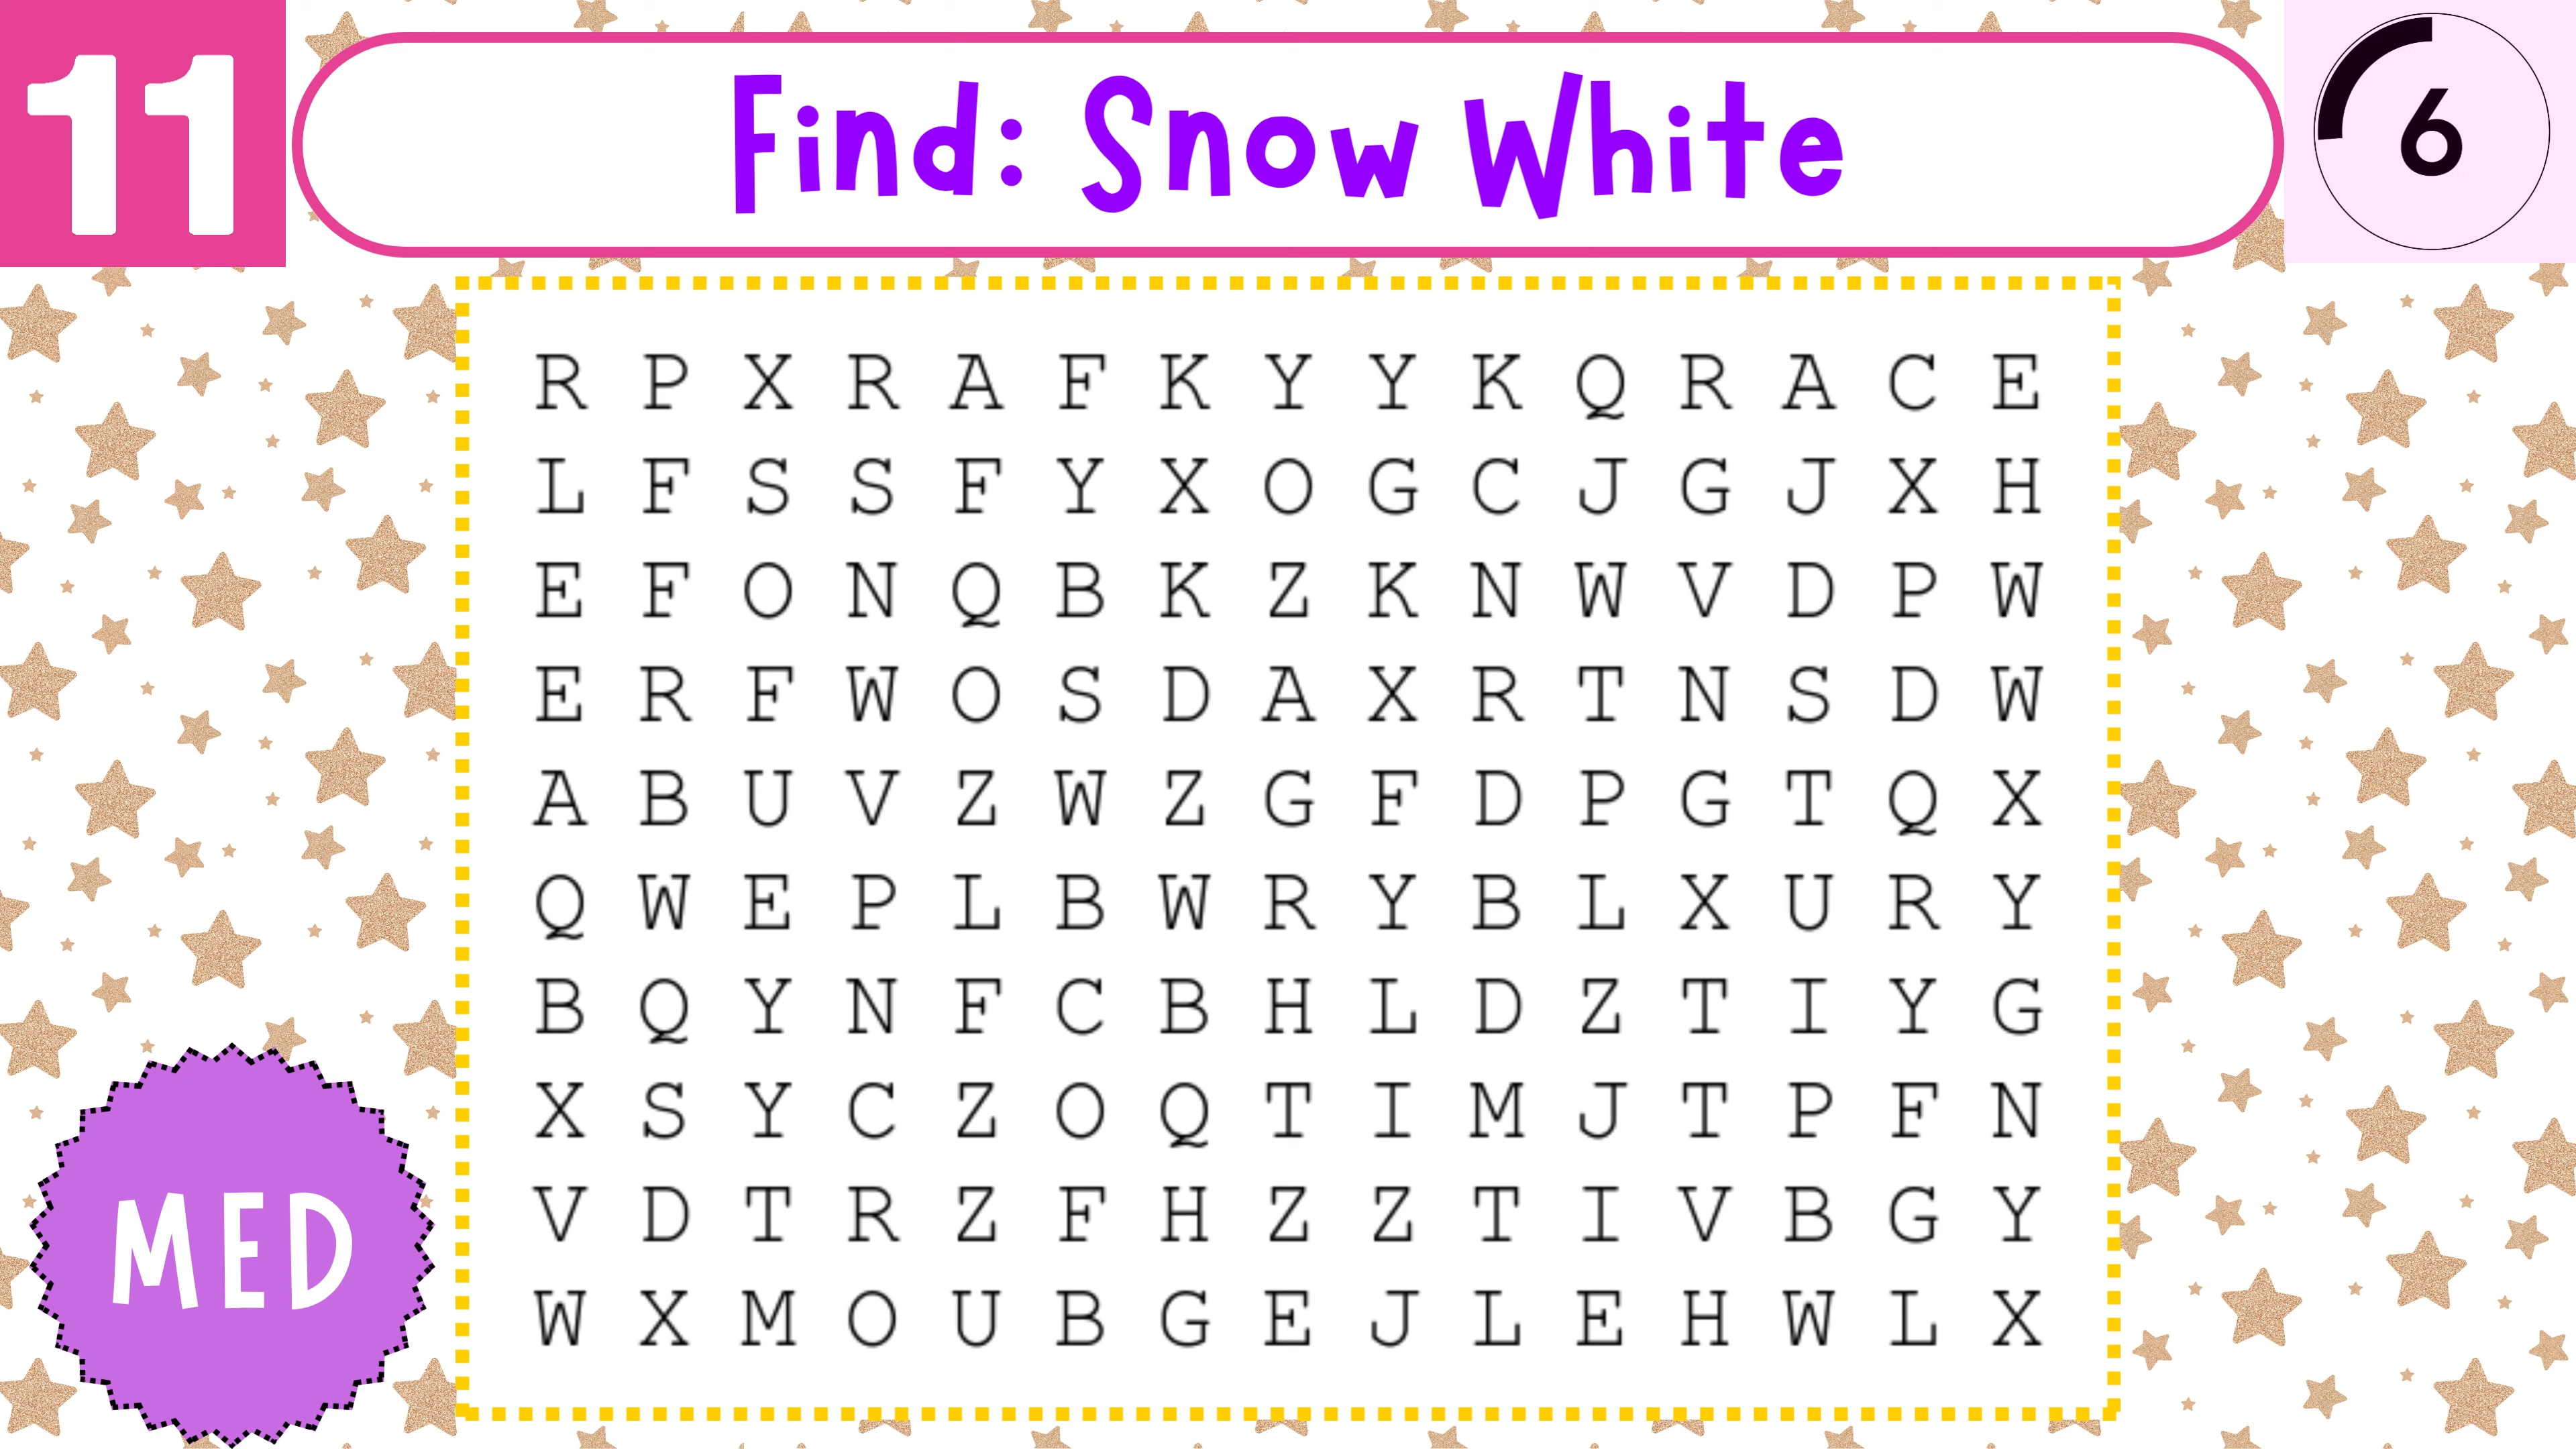 11
Find: Snow White
6
R P X R A F K Y Y K Q R A C E
L F S S F Y X O G C J G J X H
E F O N Q B K Z K N W V D P W
E R F W O S D A X R T N S D W
A B U V Z W Z G F D P G T Q X
Q W E P L B W R Y B L X U R Y
B Q Y N F C B H L D Z T I Y G
X S Y C Z O Q T I M J T P F N
V D T R Z F H Z Z T I V B G Y
W X M O U B G E J L E H W L X
MED